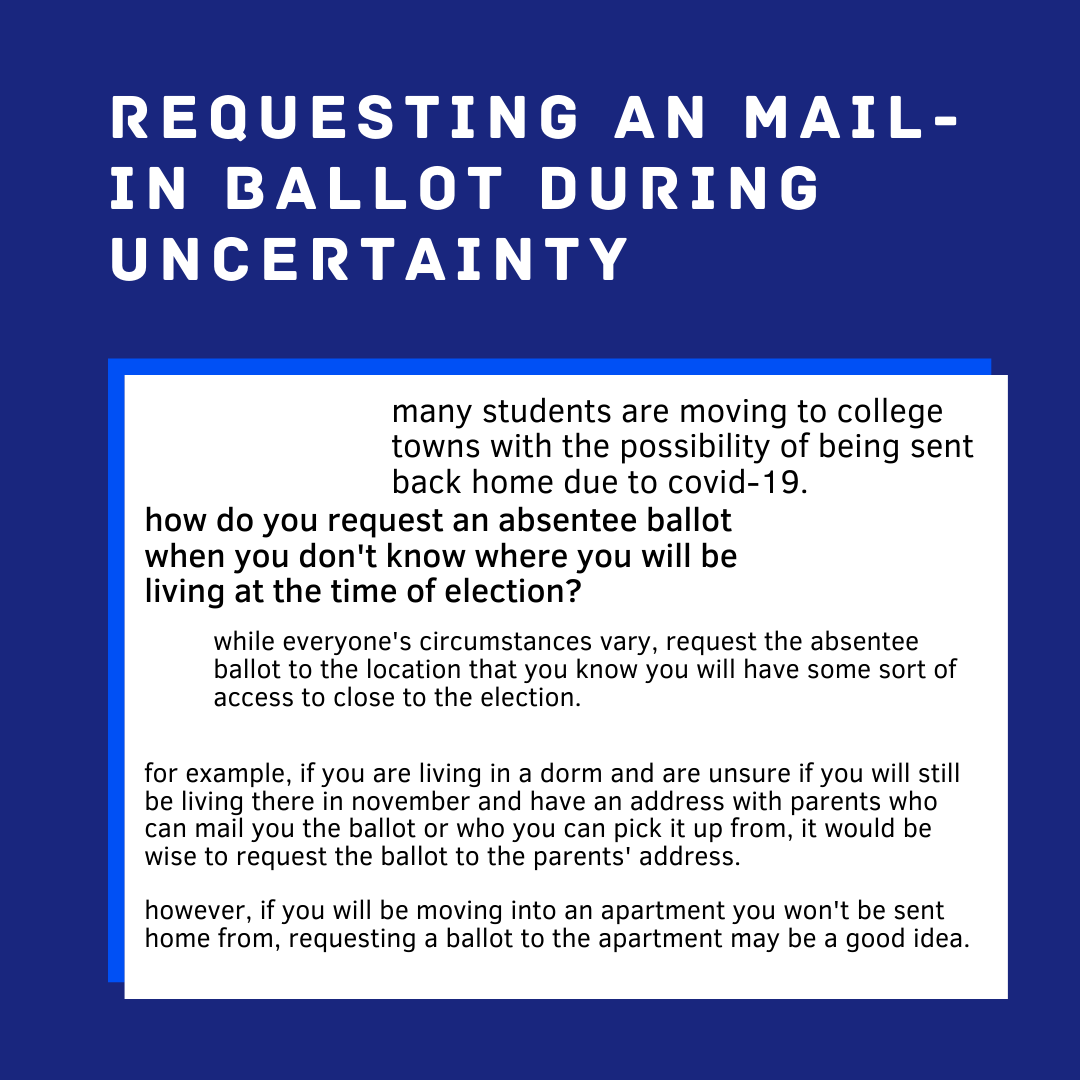 REQUESTING AN MAIL-
IN BALLOT DURING
UNCERTAINTY
many students are moving to college
towns with the possibility of being sent
back home due to covid-19.
how do you request an absentee ballot
when you don't know where you will be
living at the time of election?
while everyone's circumstances vary, request the absentee
ballot to the location that you know you will have some sort of
access to close to the election.
for example, if you are living in a dorm and are unsure if you will still
be living there in november and have an address with parents who
can mail you the ballot or who you can pick it up from, it would be
wise to request the ballot to the parents' address.
however, if you will be moving into an apartment you won't be sent
home from, requesting a ballot to the apartment may be a good idea.